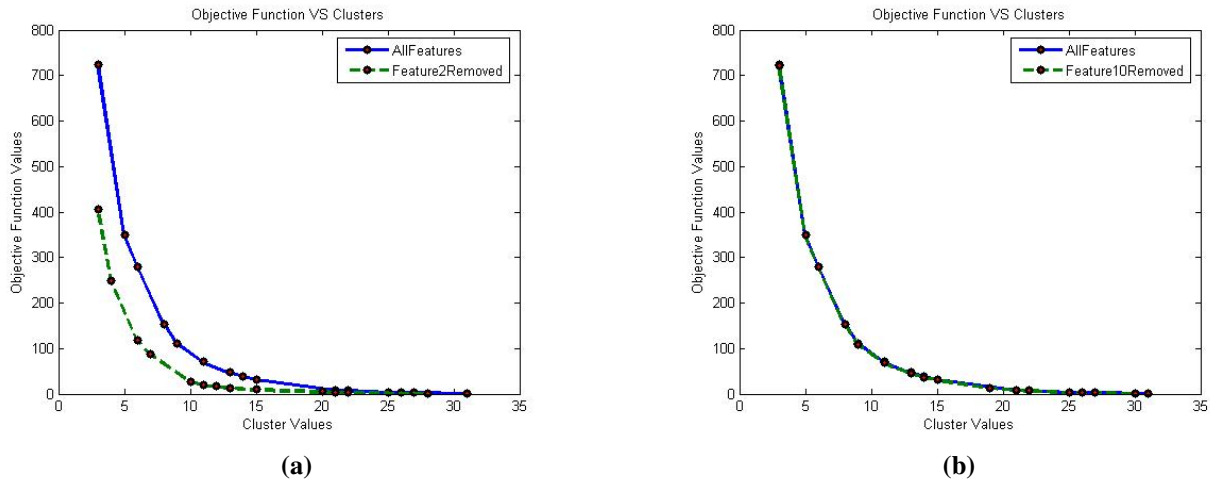 Objective Function VS Clusters
800
700
600
500
400
300
200
100
0
Objective Function Values
AllFeatures
Feature2Removed
0 5 10 15 20 25 30 35
Cluster Values
(a)
Objective Function VS Clusters
800
700
600
500
400
300
200
100
0
Objective Function Values
AllFeatures
Feature10Removed
0 5 10 15 20 25 30 35
Cluster Values
(b)